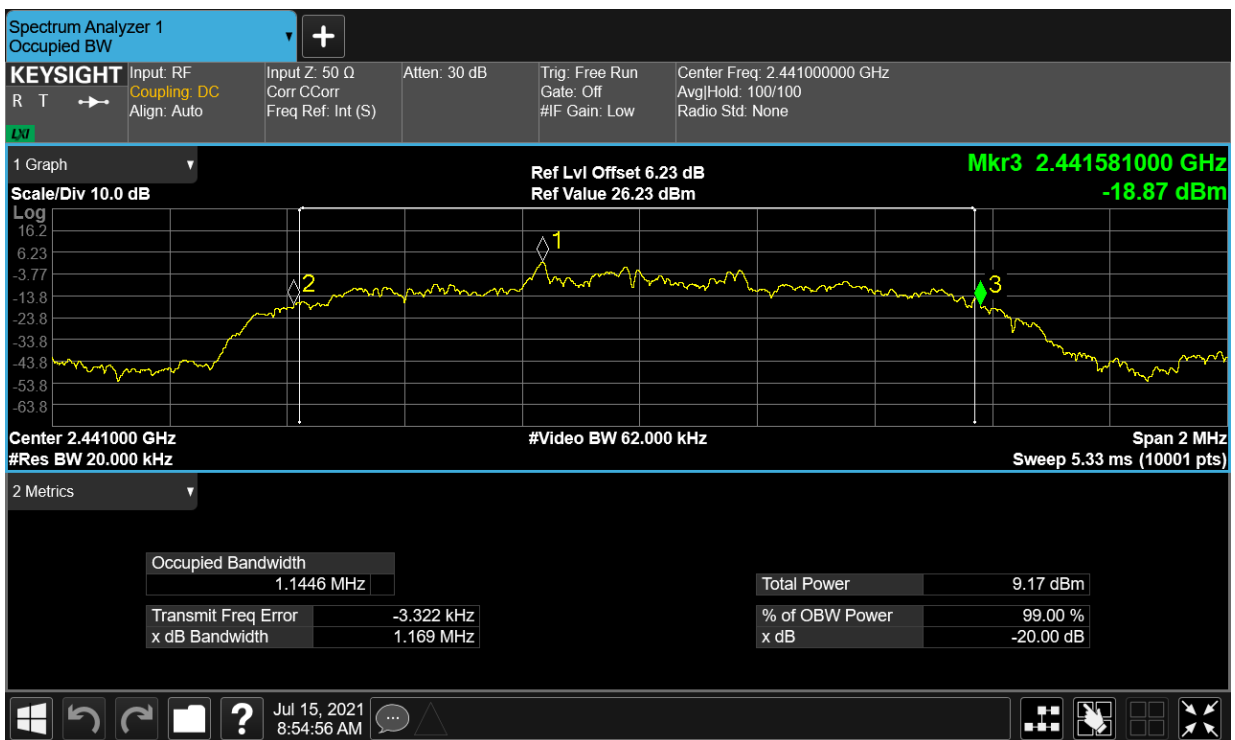 Spectrum Analyzer 1
Occupied BW
KEYSIGHT
R T
LXI
Input: RF
Coupling: DC
Align: Auto
Input Z: 50 Ω
Corr CCorr
Freq Ref: Int (S)
Atten: 30 dB
Trig: Free Run
Gate: Off
#IF Gain: Low
Center Freq: 2.441000000 GHz
Avg|Hold: 100/100
Radio Std: None
1 Graph
Scale/Div 10.0 dB
Ref Lvl Offset 6.23 dB
Ref Value 26.23 dBm
Mkr3 2.441581000 GHz
-18.87 dBm
Log
16.2
6.23
-3.77
-13.8
-23.8
-33.8
-43.8
-53.8
-63.8
1
2
3
Center 2.441000 GHz
#Res BW 20.000 kHz
#Video BW 62.000 kHz
Span 2 MHz
Sweep 5.33 ms (10001 pts)
2 Metrics
Occupied Bandwidth
1.1446 MHz
Transmit Freq Error -3.322 kHz
x dB Bandwidth 1.169 MHz
Total Power 9.17 dBm
% of OBW Power 99.00 %
x dB -20.00 dB
?
Jul 15, 2021
8:54:56 AM